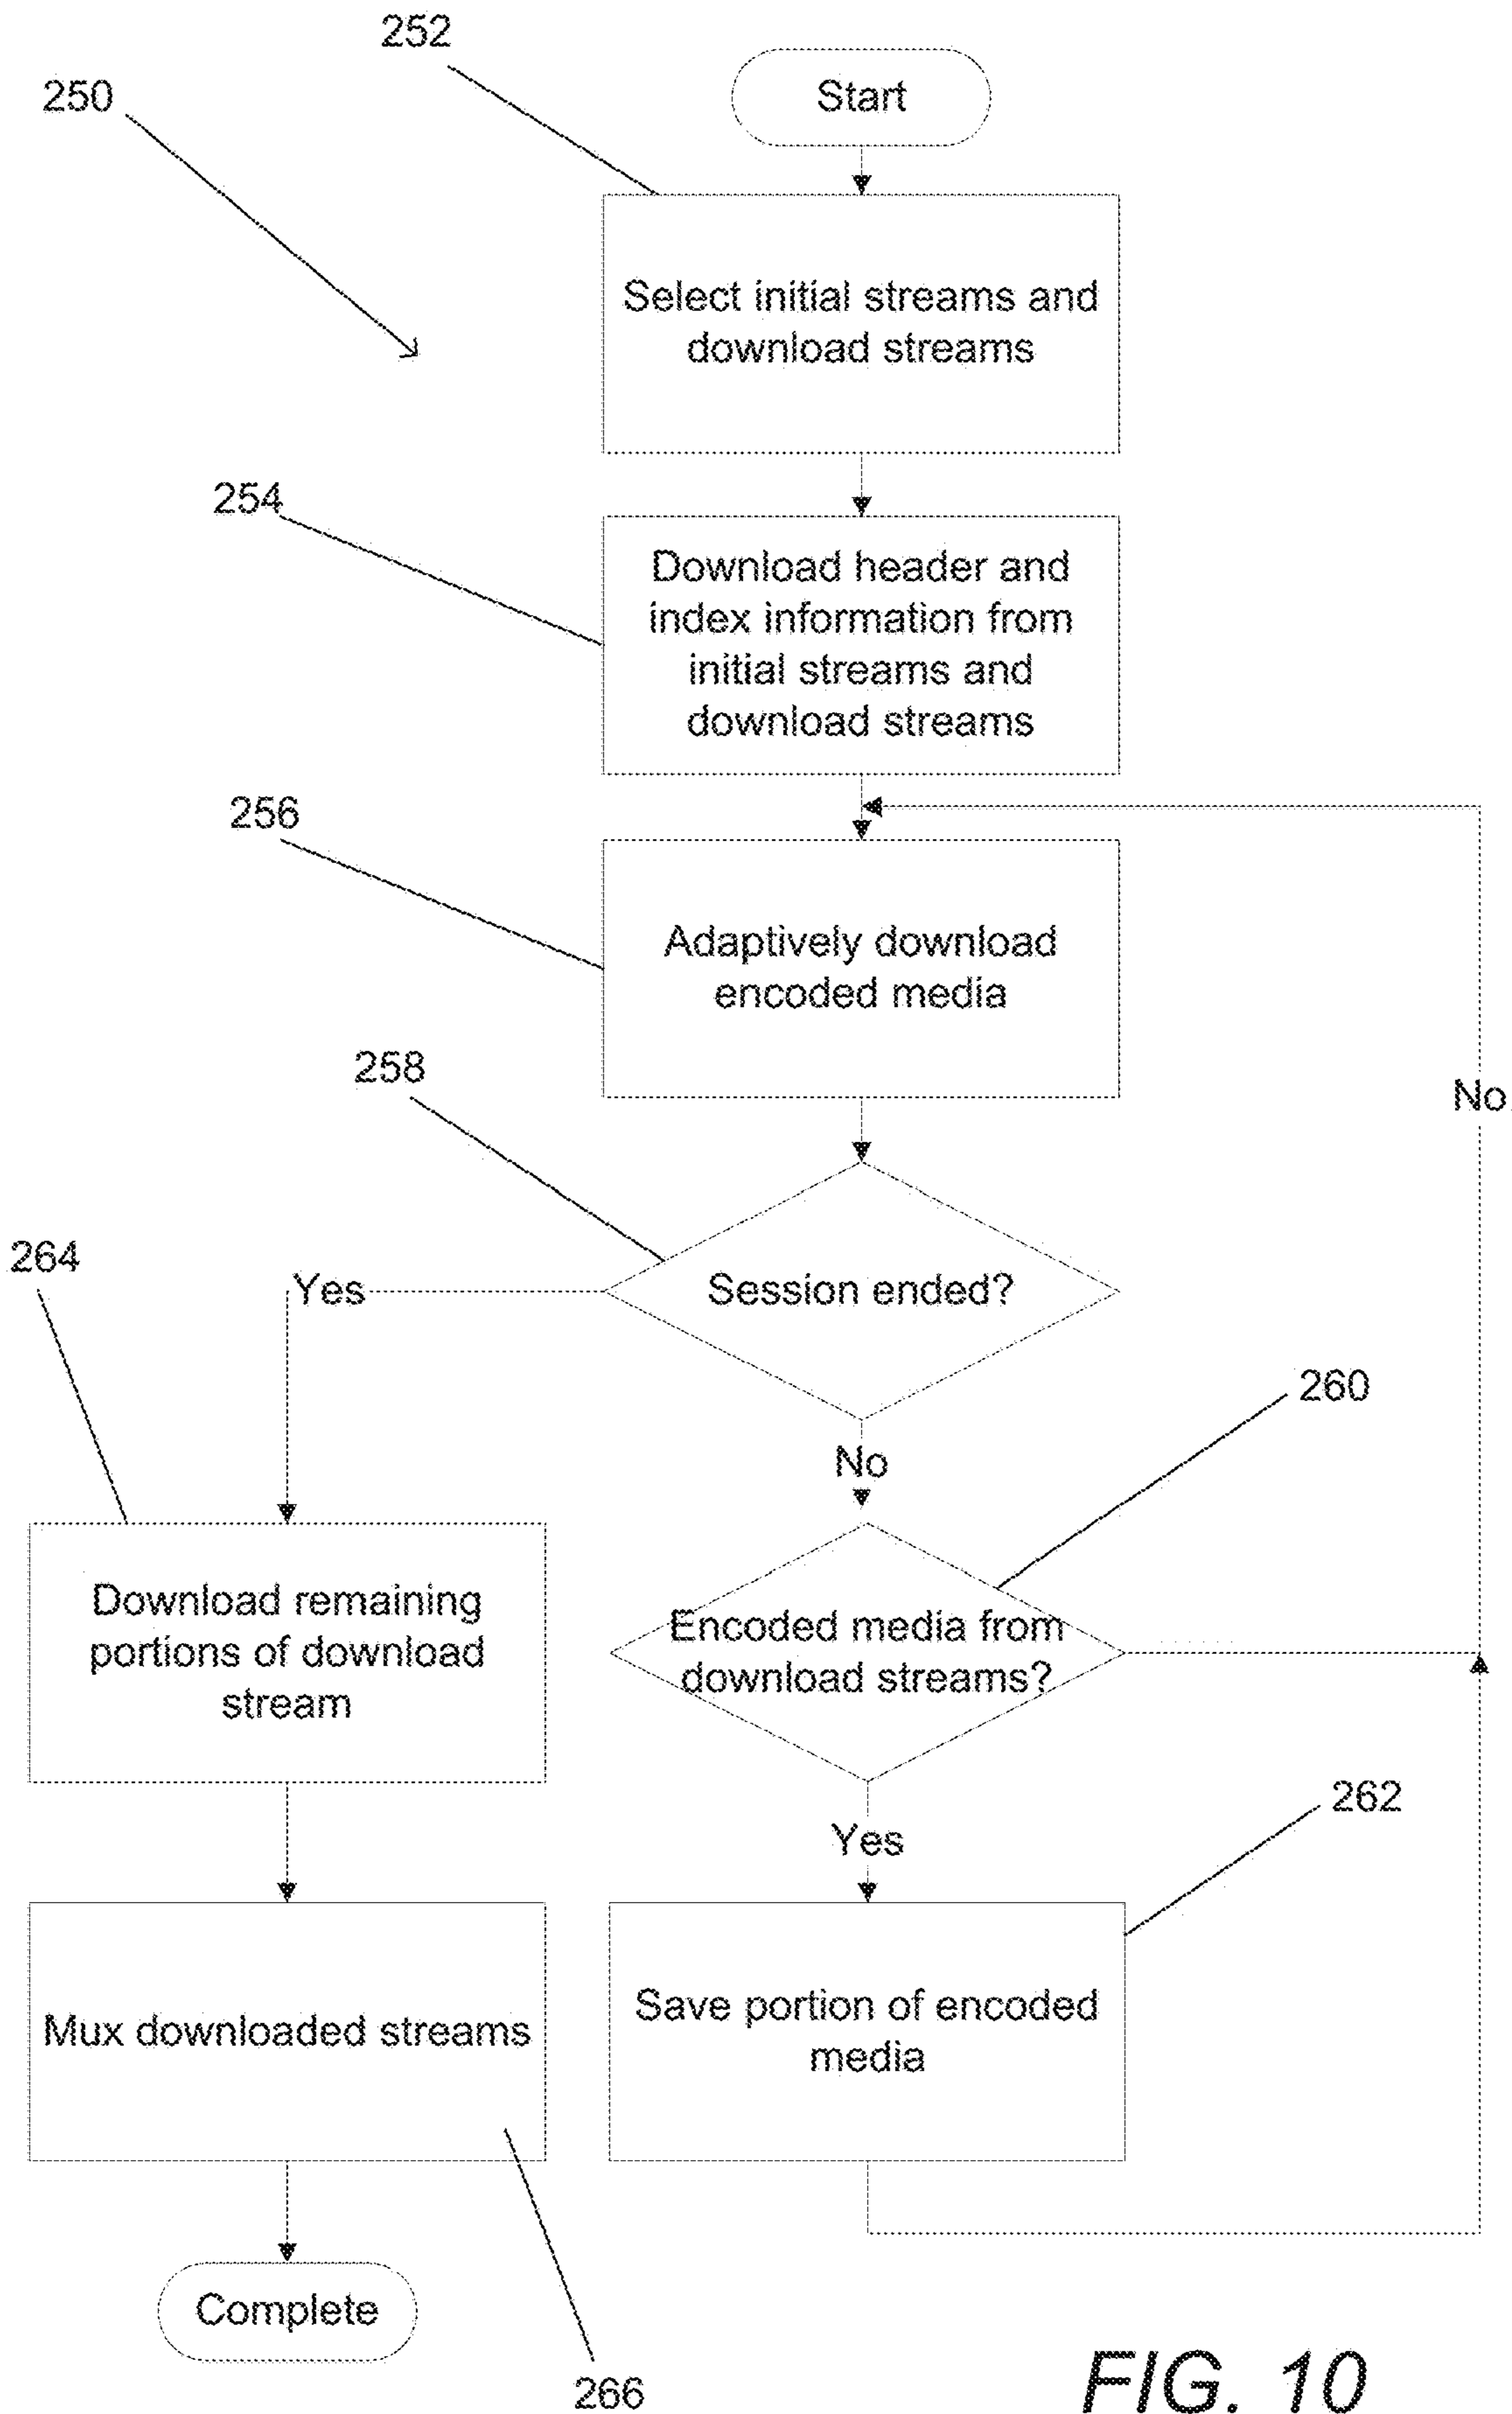 252
250
Start
Select initial streams and
download streams
254
Download header and
index information from
initial streams and
download streams
256
Adaptively download
encoded media
258
No
264
Yes
Session ended?
260
No
Download remaining
portions of download
stream
Encoded media from
download streams?
262
Yes
Mux downloaded streams
Save portion of encoded
media
Complete
266
FIG. 10